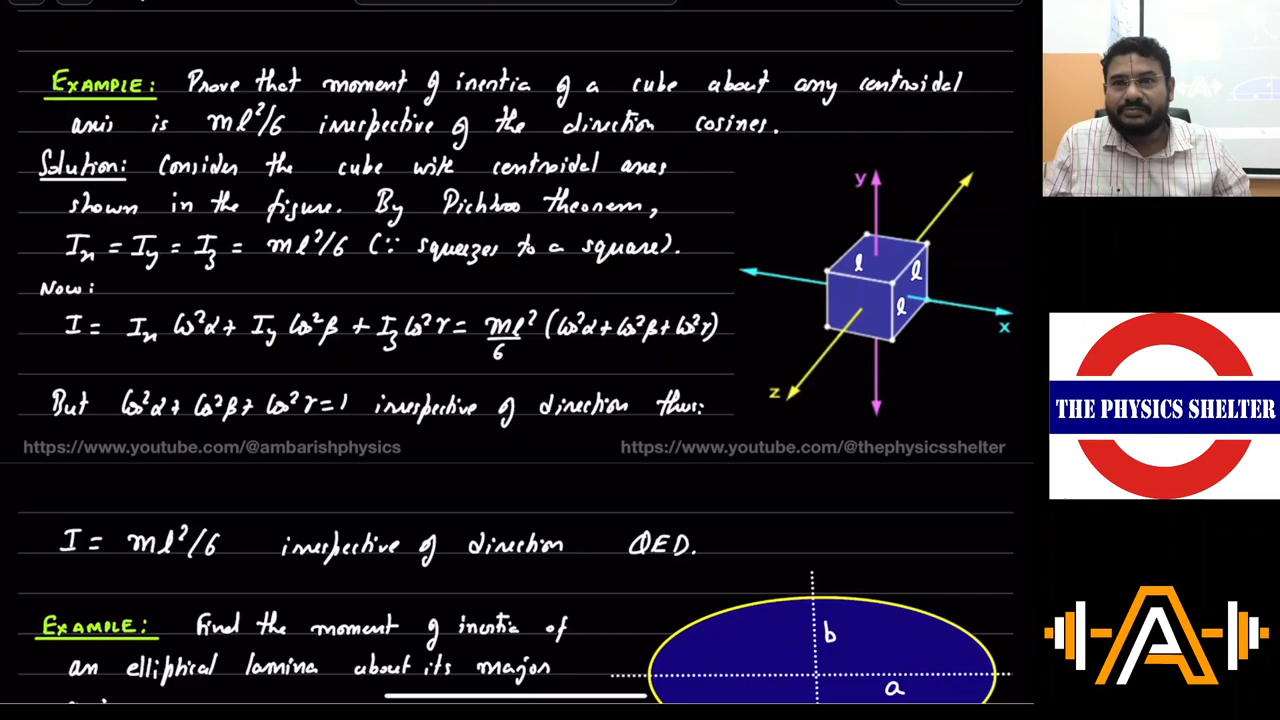 EXAMPLE: Prove that moment of inertia of a cube about any centroidal
axis is ml²/6 irrespective of the direction cosines.
Solution: Consider the cube with centroidal axes
shown in the figure. By theorem,
Ix = Iy = Iz = ml²/6 (∵ squeezes to a square).
Now:
I = Ix Cos²α + Iy Cos²β + Iz Cos²γ = ml²/6 (Cos²α + Cos²β + Cos²γ)
But Cos²α + Cos²β + Cos²γ = 1 irrespective of direction thus:
y
l
l
l
x
z
https://www.youtube.com/@ambarishphysics
https://www.youtube.com/@thephysicsshelter
I = ml²/6 irrespective of direction QED.
EXAMPLE: Find the moment of inertia of
an elliptical lamina about its major
b
a
THE PHYSICS SHELTER